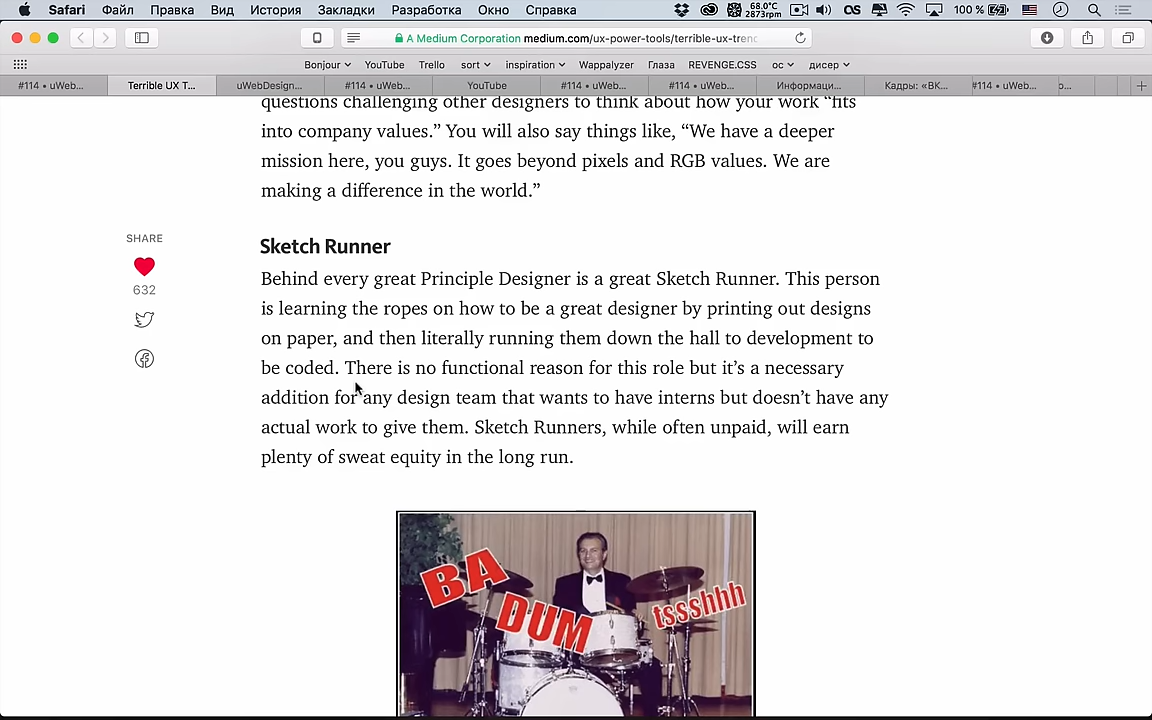 Safari Файл Правка Вид История Закладки Разработка Окно Справка 68.0°C 2873rpm 100 %
A Medium Corporation medium.com/ux-power-tools/terrible-ux-trenc
Bonjour YouTube Trello sort inspiration Wappalyzer Глаза REVENGE.CSS ос дисер
#114 • uWeb... Terrible UX T... uWebDesign... #114 • uWeb... YouTube #114 • uWeb... #114 • uWeb... Информаци... Кадры: «ВК... #114 • uWeb...
questions challenging other designers to think about how your work “fits
into company values.” You will also say things like, “We have a deeper
mission here, you guys. It goes beyond pixels and RGB values. We are
making a difference in the world.”
SHARE
632
Sketch Runner
Behind every great Principle Designer is a great Sketch Runner. This person
is learning the ropes on how to be a great designer by printing out designs
on paper, and then literally running them down the hall to development to
be coded. There is no functional reason for this role but it’s a necessary
addition for any design team that wants to have interns but doesn’t have any
actual work to give them. Sketch Runners, while often unpaid, will earn
plenty of sweat equity in the long run.
BA
DUM
tssshhh